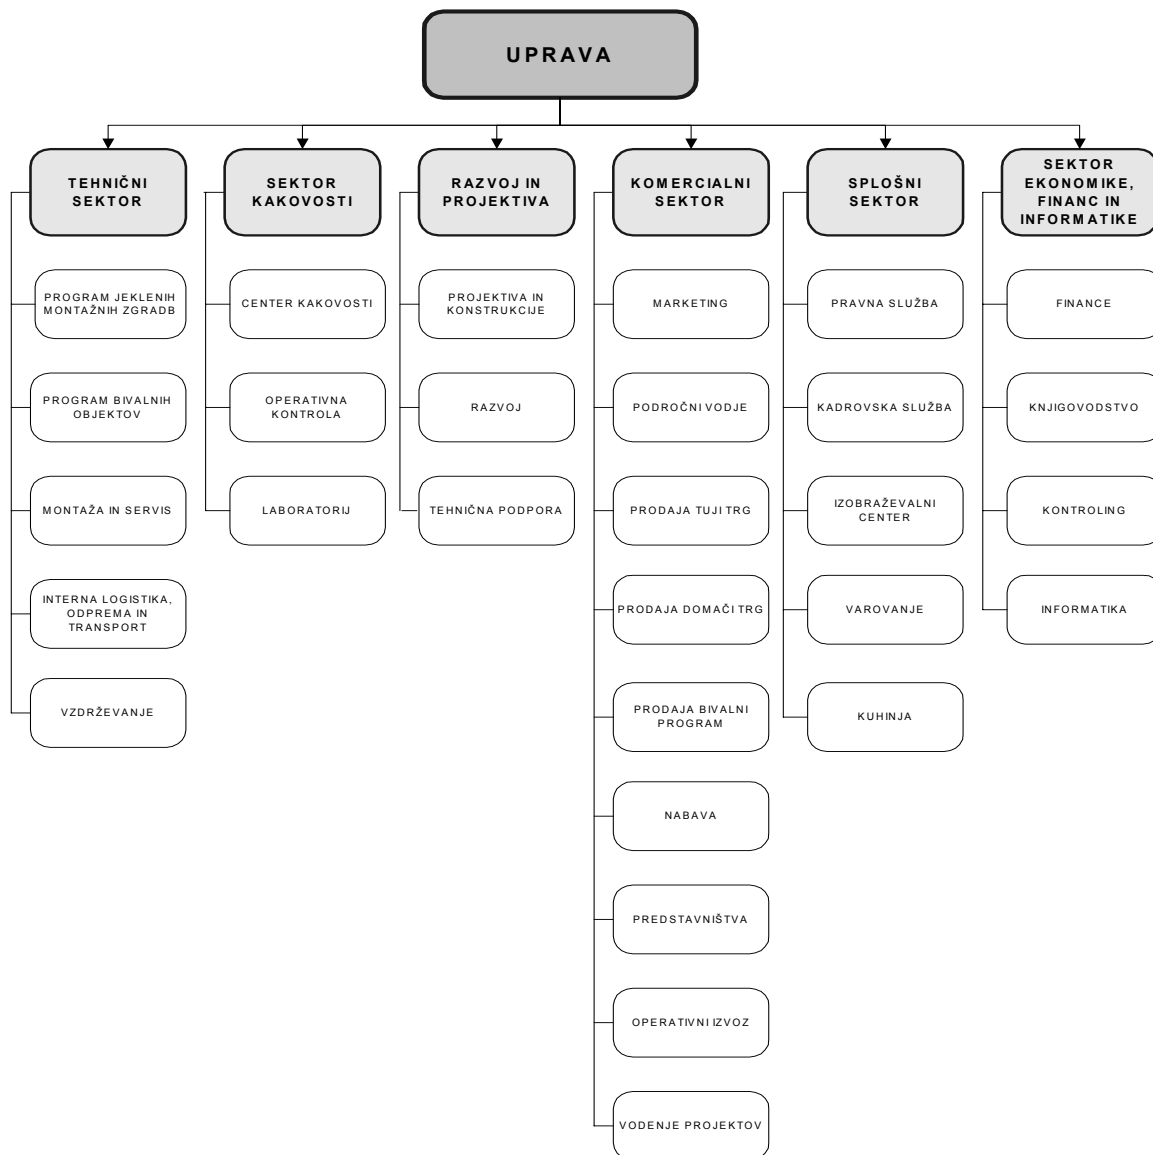 UPRAVA
TEHNIČNI
SEKTOR
SEKTOR
KAKOVOSTI
RAZVOJ IN
PROJEKTIVA
KOMERCIALNI
SEKTOR
SPLOŠNI
SEKTOR
SEKTOR
EKONOMIKE,
FINANC IN
INFORMATIKE
PROGRAM JEKLENIH
MONTAŽNIH ZGRADB
CENTER KAKOVOSTI
PROJEKTIVA IN
KONSTRUKCIJE
MARKETING
PRAVNA SLUŽBA
FINANCE
PROGRAM BIVALNIH
OBJEKTOV
OPERATIVNA
KONTROLA
RAZVOJ
PODROČNI VODJE
KADROVSKA SLUŽBA
KNJIGOVODSTVO
MONTAŽA IN SERVIS
LABORATORIJ
TEHNIČNA PODPORA
PRODAJA TUJI TRG
IZOBRAŽEVALNI
CENTER
KONTROLING
INTERNA LOGISTIKA,
ODPREMA IN
TRANSPORT
PRODAJA DOMAČI TRG
VAROVANJE
INFORMATIKA
VZDRŽEVANJE
PRODAJA BIVALNI
PROGRAM
KUHINJA
NABAVA
PREDSTAVNIŠTVA
OPERATIVNI IZVOZ
VODENJE PROJEKTOV